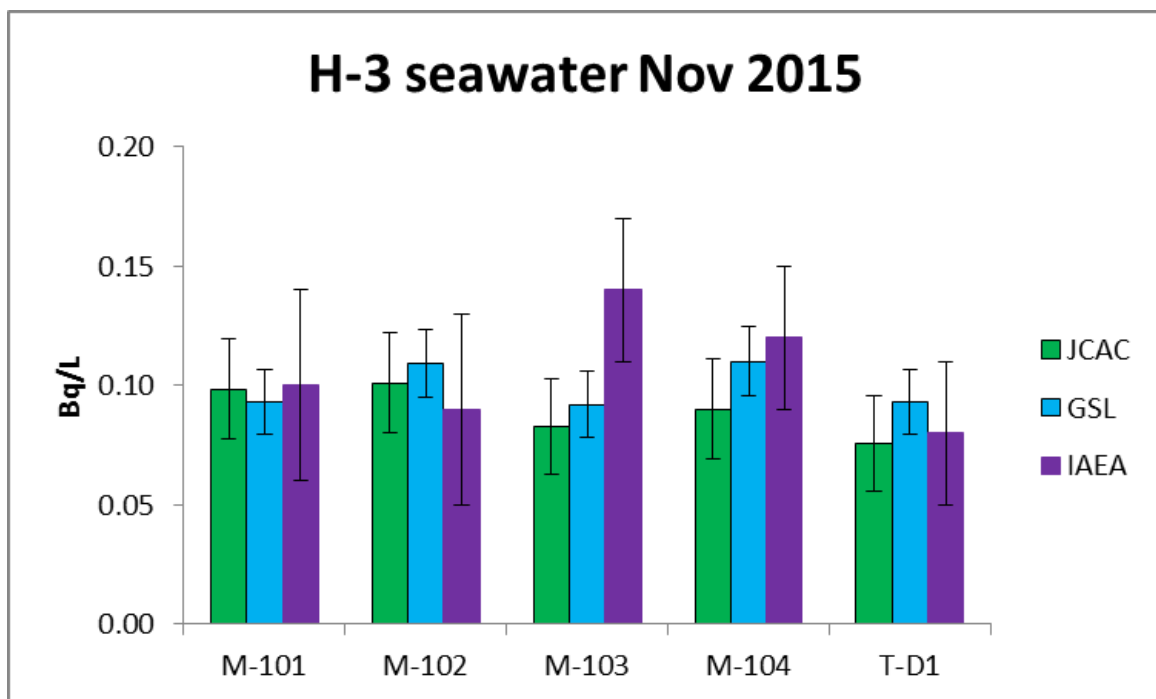 H-3 seawater Nov 2015
0.20
0.15
0.10
0.05
0.00
Bq/L
M-101 M-102 M-103 M-104 T-D1
JCAC
GSL
IAEA